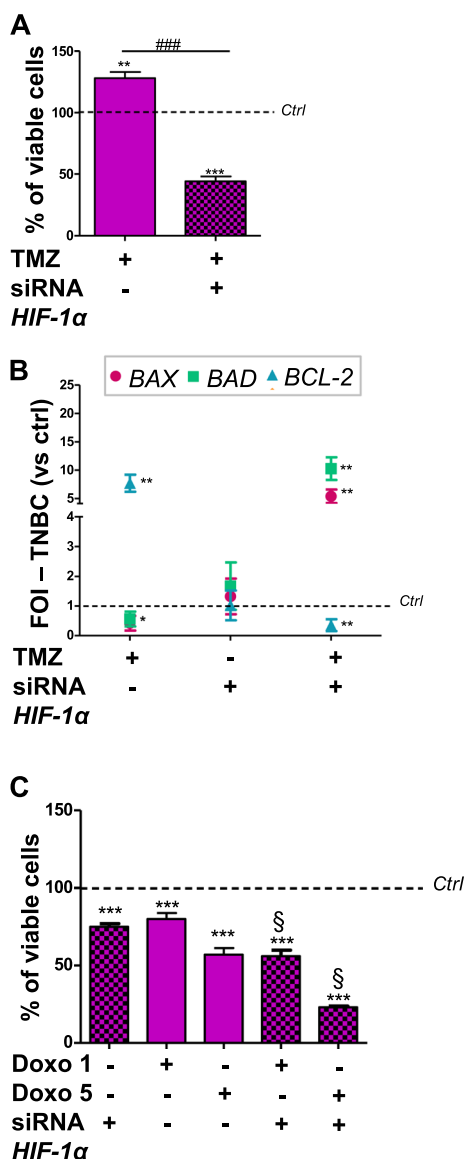 A
% of viable cells
150
100
50
0
###
**
***
Ctrl
TMZ + +
siRNA - +
HIF-1α
B
BAX BAD BCL-2
FOI – TNBC (vs ctrl)
25
20
15
10
5
4
3
2
1
0
**
*
**
**
**
Ctrl
TMZ + - +
siRNA - + +
HIF-1α
C
% of viable cells
150
100
50
0
Ctrl
***
***
***
§
***
§
***
Doxo 1 - + - + -
Doxo 5 - - + - +
siRNA + - - + +
HIF-1α